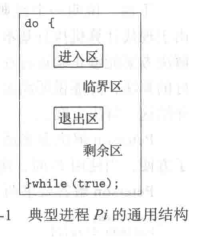 do {
进入区
临界区
退出区
剩余区
}while (true);
-1 典型进程 Pi 的通用结构